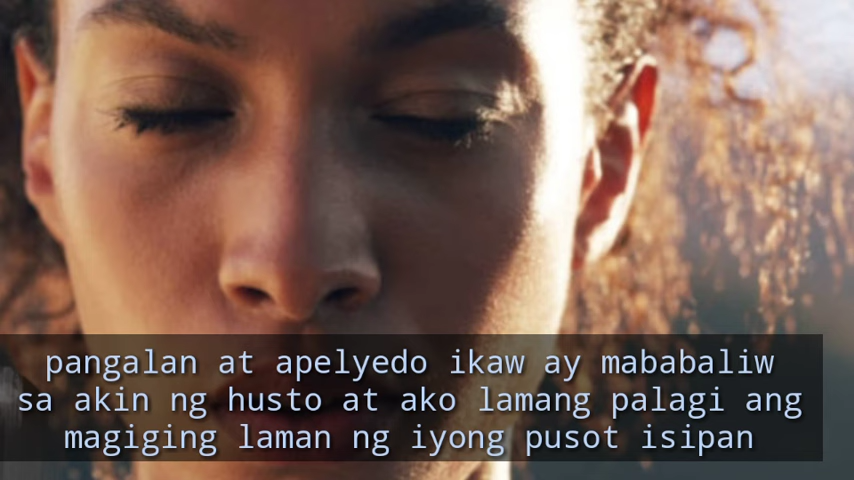 pangalan at apelyedo ikaw ay mababaliw
sa akin ng husto at ako lamang palagi ang
magiging laman ng iyong pusot isipan